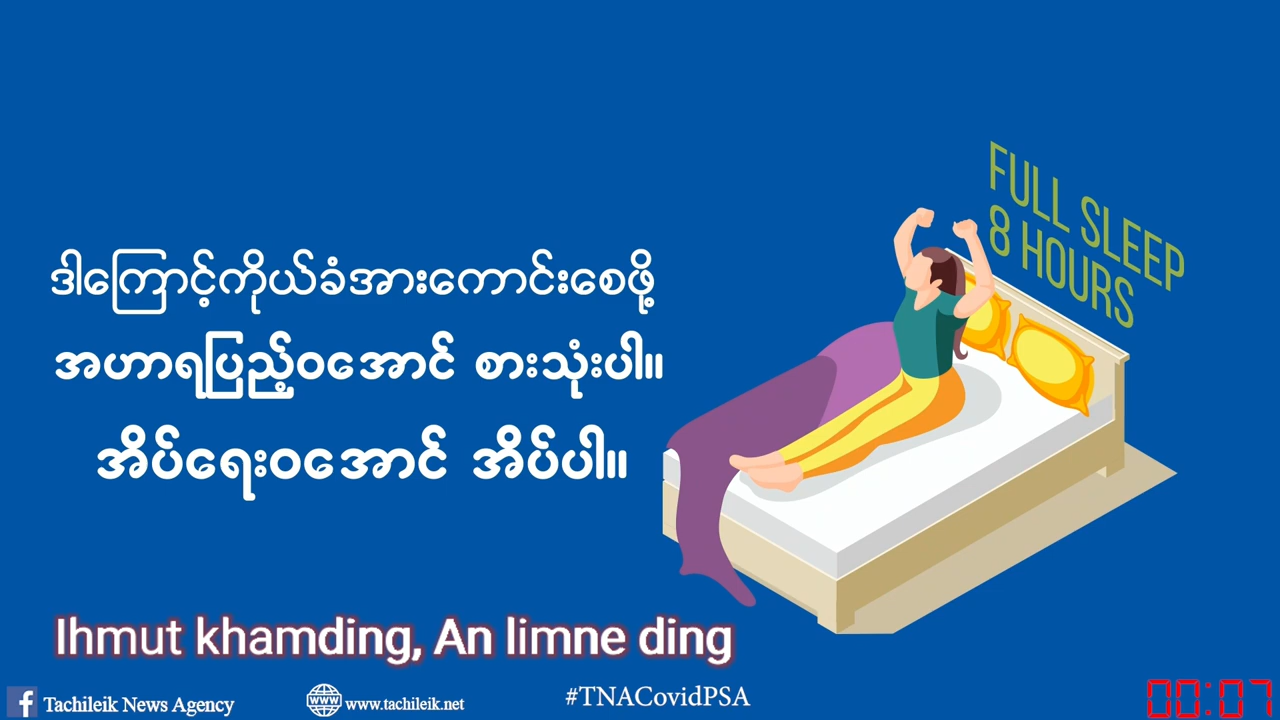 FULL SLEEP
8 HOURS
ဒါကြောင့်ကိုယ်ခံအားကောင်းစေဖို့
အဟာရပြည့်ဝအောင် စားသုံးပါ။
အိပ်ရေးဝအောင် အိပ်ပါ။
Ihmut khamding, An limne ding
Tachileik News Agency
www.tachileik.net
#TNACovidPSA
00:07